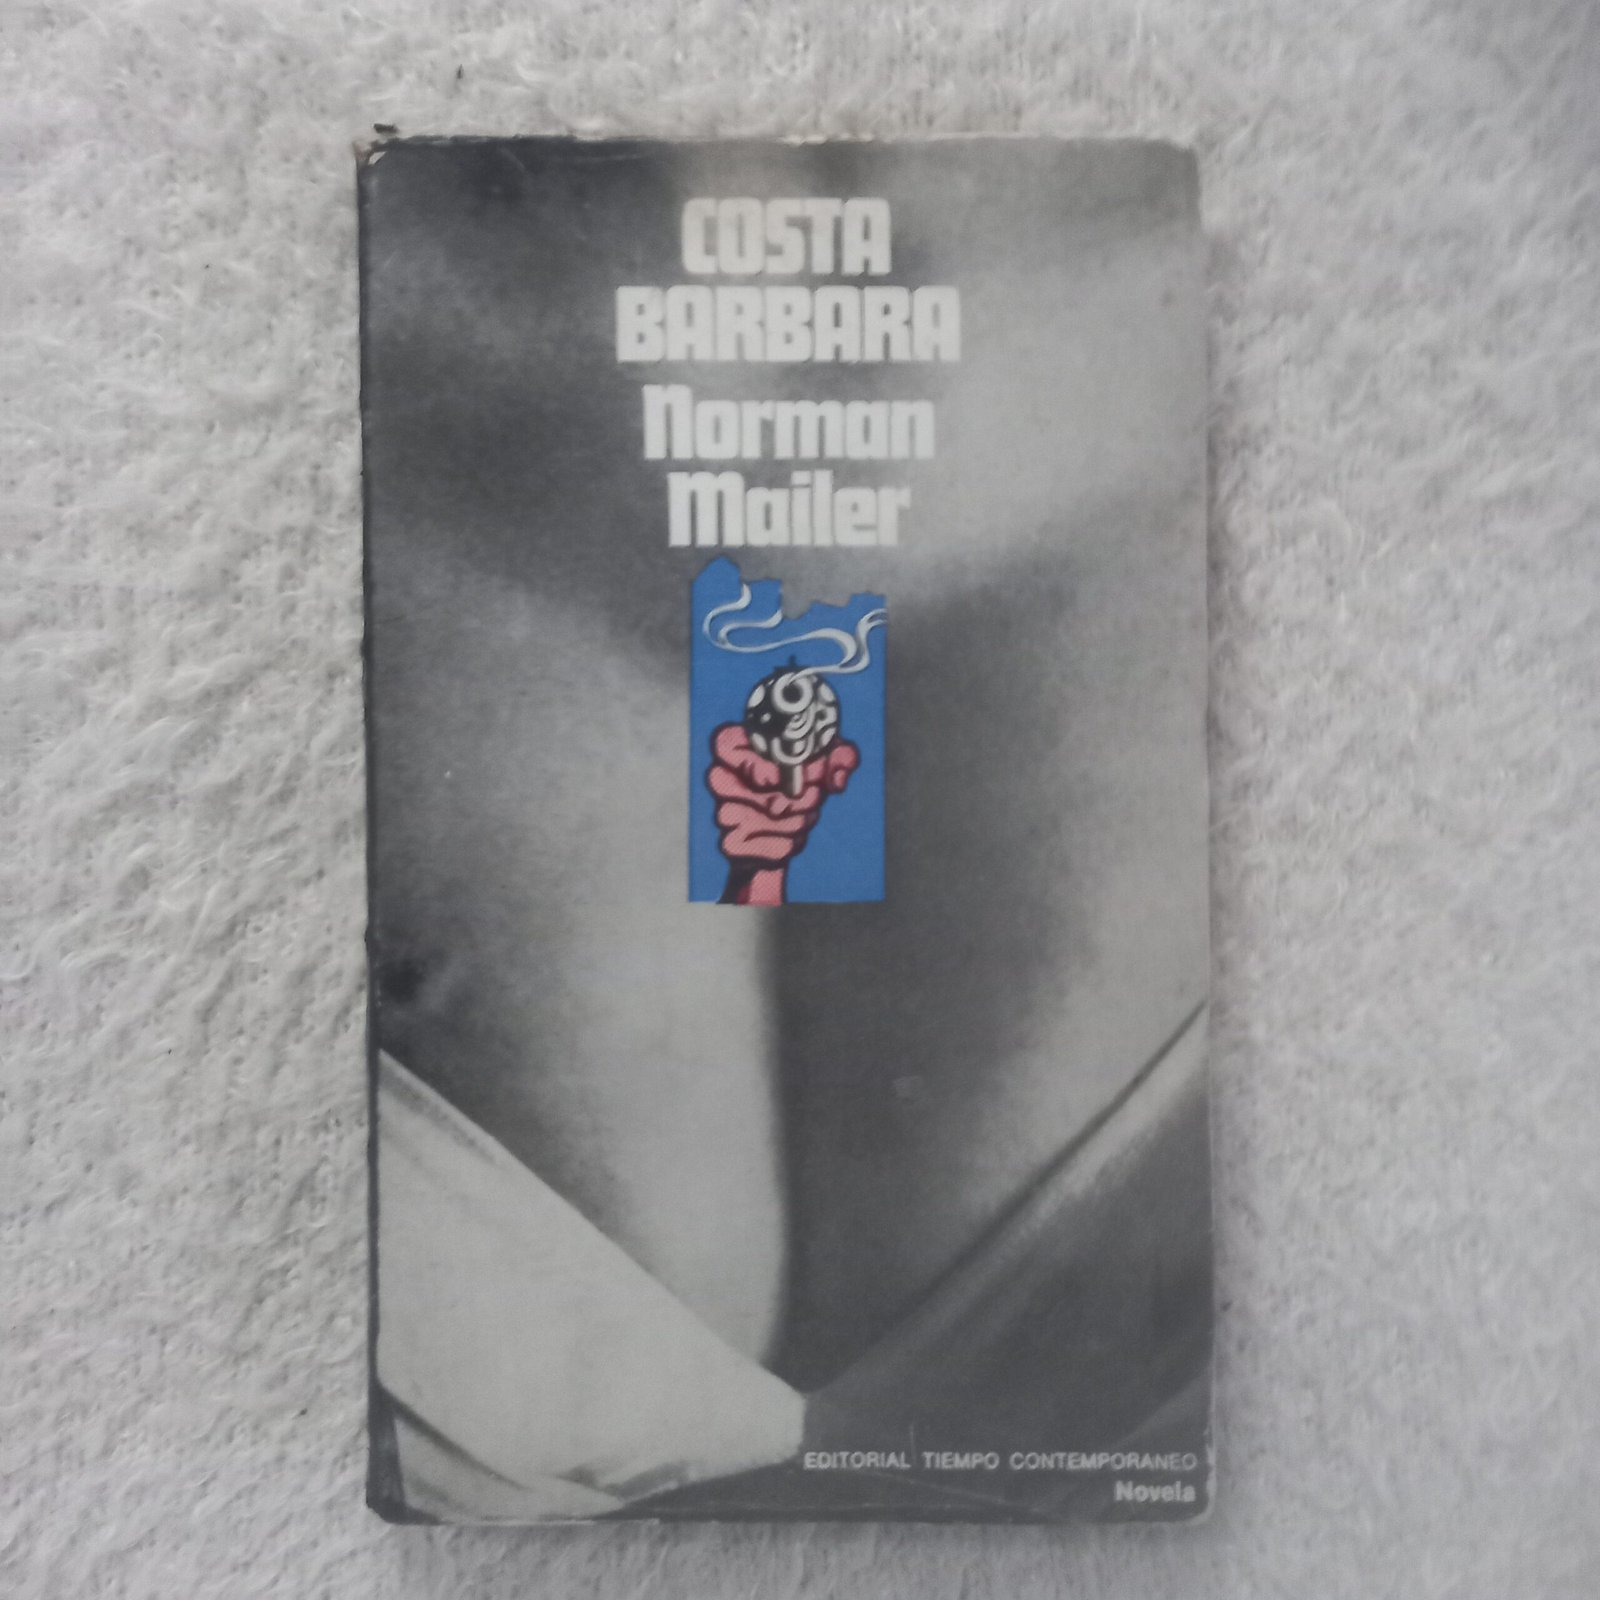 COSTA
BARBARA
Norman
Mailer
EDITORIAL TIEMPO CONTEMPORANEO
Novela